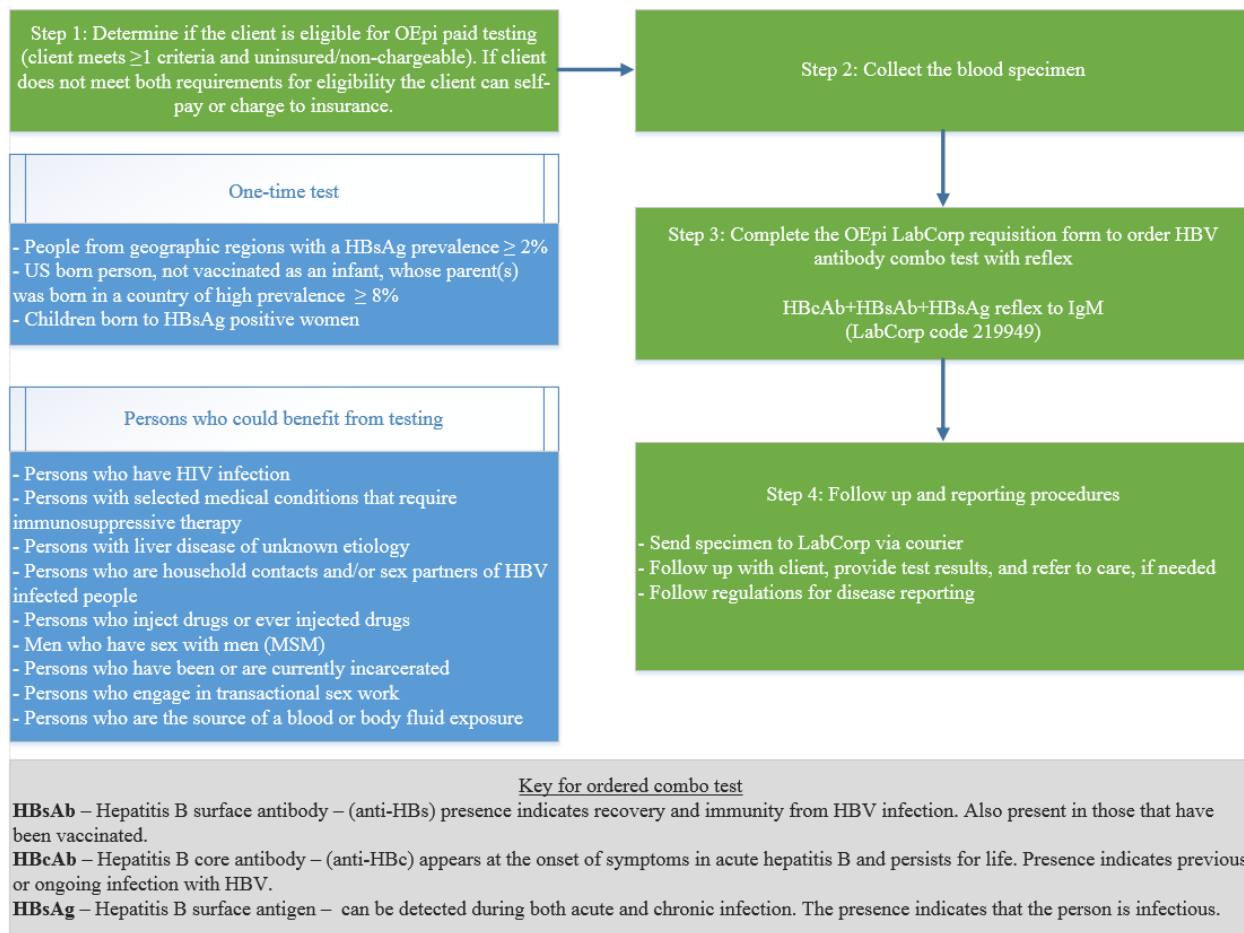 Step 1: Determine if the client is eligible for OEpi paid testing
(client meets ≥1 criteria and uninsured/non-chargeable). If client
does not meet both requirements for eligibility the client can self-
pay or charge to insurance.
Step 2: Collect the blood specimen
One-time test
- People from geographic regions with a HBsAg prevalence ≥ 2%
- US born person, not vaccinated as an infant, whose parent(s)
was born in a country of high prevalence ≥ 8%
- Children born to HBsAg positive women
Step 3: Complete the OEpi LabCorp requisition form to order HBV
antibody combo test with reflex
HBcAb+HBsAb+HBsAg reflex to IgM
(LabCorp code 219949)
Persons who could benefit from testing
- Persons who have HIV infection
- Persons with selected medical conditions that require
immunosuppressive therapy
- Persons with liver disease of unknown etiology
- Persons who are household contacts and/or sex partners of HBV
infected people
- Persons who inject drugs or ever injected drugs
- Men who have sex with men (MSM)
- Persons who have been or are currently incarcerated
- Persons who engage in transactional sex work
- Persons who are the source of a blood or body fluid exposure
Step 4: Follow up and reporting procedures
- Send specimen to LabCorp via courier
- Follow up with client, provide test results, and refer to care, if needed
- Follow regulations for disease reporting
Key for ordered combo test
HBsAb – Hepatitis B surface antibody – (anti-HBs) presence indicates recovery and immunity from HBV infection. Also present in those that have
been vaccinated.
HBcAb – Hepatitis B core antibody – (anti-HBc) appears at the onset of symptoms in acute hepatitis B and persists for life. Presence indicates previous
or ongoing infection with HBV.
HBsAg – Hepatitis B surface antigen – can be detected during both acute and chronic infection. The presence indicates that the person is infectious.